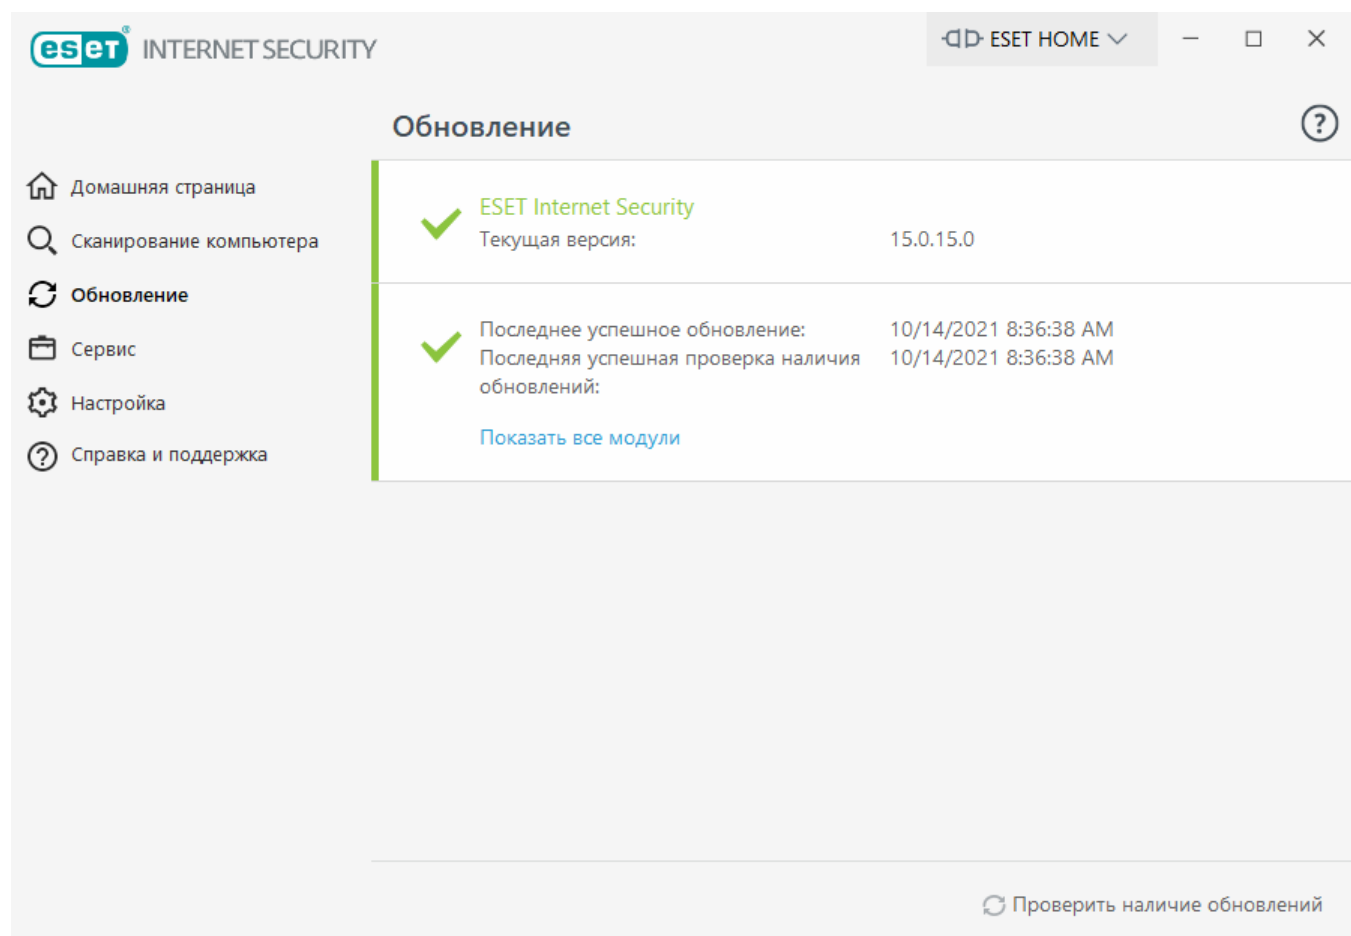 eset® INTERNET SECURITY
ESET HOME
Обновление
Домашняя страница
Сканирование компьютера
Обновление
Сервис
Настройка
Справка и поддержка
ESET Internet Security
Текущая версия: 15.0.15.0
Последнее успешное обновление: 10/14/2021 8:36:38 AM
Последняя успешная проверка наличия 10/14/2021 8:36:38 AM
обновлений:
Показать все модули
Проверить наличие обновлений